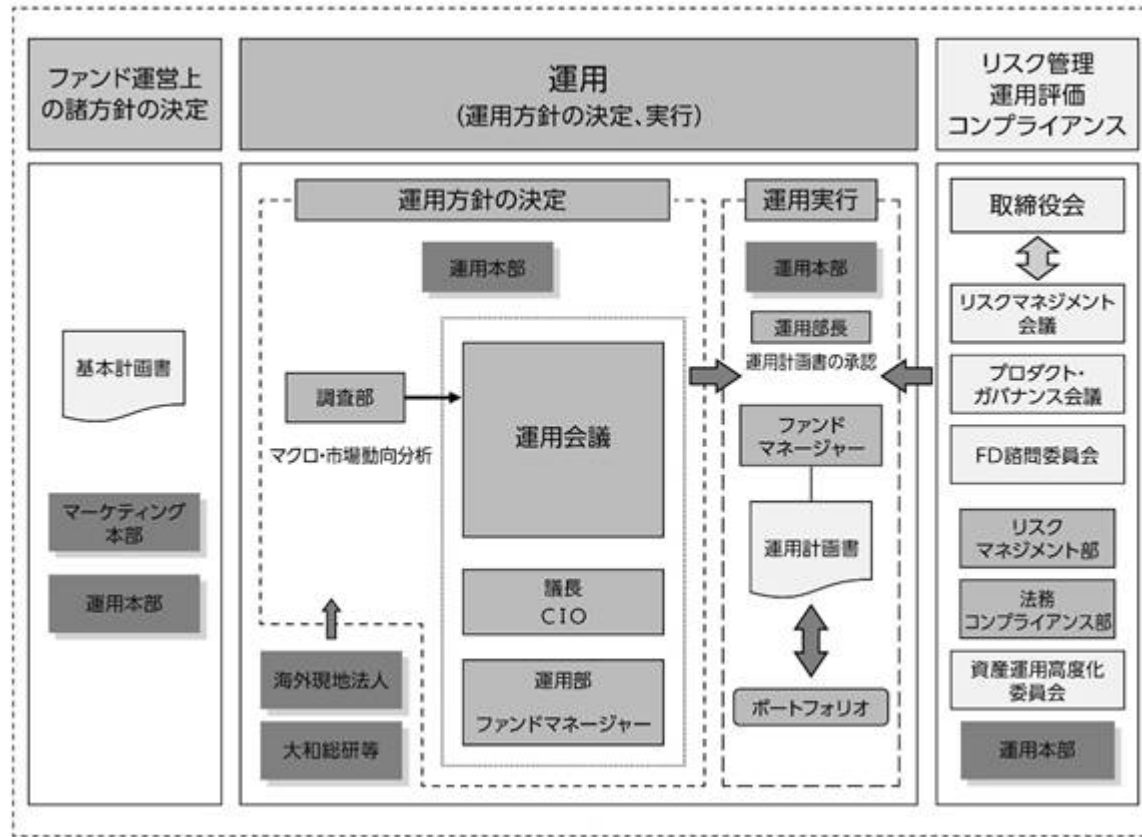 ファンド運営上
の諸方針の決定
運用
(運用方針の決定、実行)
リスク管理
運用評価
コンプライアンス
基本計画書
マーケティング
本部
運用本部
運用方針の決定
運用本部
調査部
マクロ・市場動向分析
運用会議
議長
CIO
運用部
ファンドマネージャー
海外現地法人
大和総研等
運用実行
運用本部
運用部長
運用計画書の承認
ファンド
マネージャー
運用計画書
ポートフォリオ
取締役会
リスクマネジメント
会議
プロダクト・
ガバナンス会議
FD諮問委員会
リスク
マネジメント部
法務
コンプライアンス部
資産運用高度化
委員会
運用本部